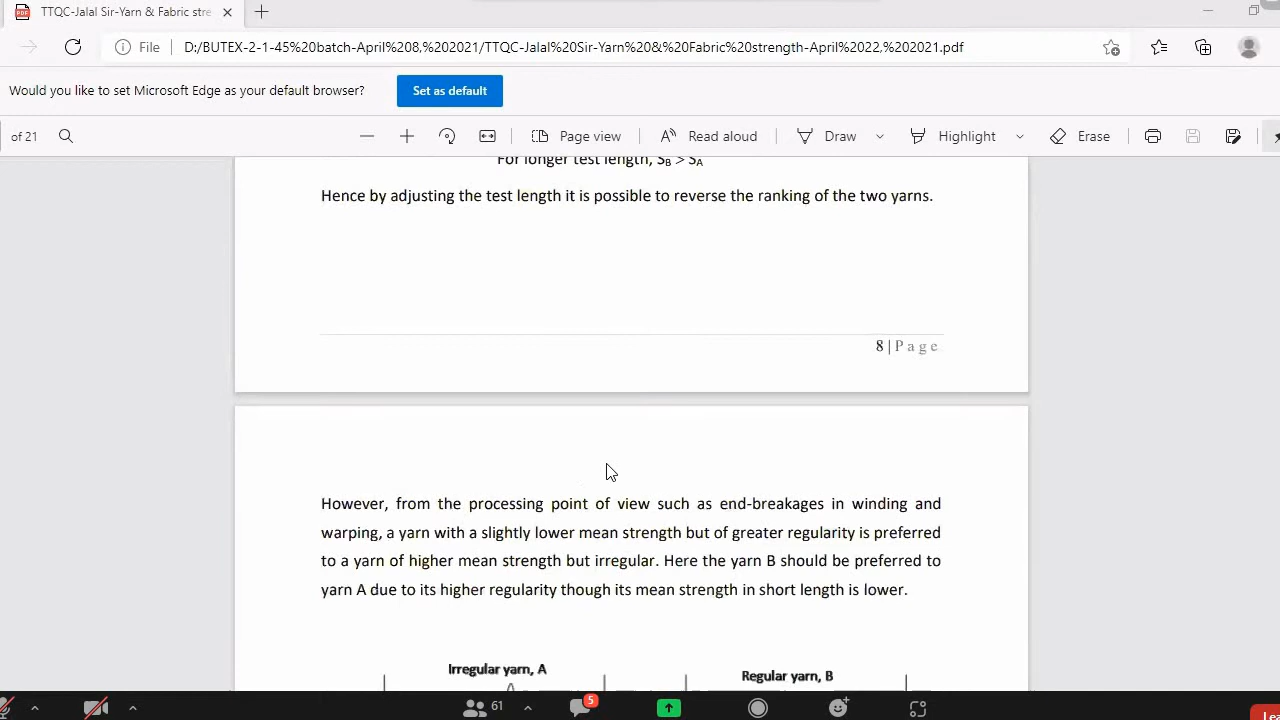 TTQC-Jalal Sir-Yarn & Fabric stre
File D:/BUTEX-2-1-45%20batch-April%208,%202021/TTQC-Jalal%20Sir-Yarn%20&%20Fabric%20strength-April%2022,%202021.pdf
Would you like to set Microsoft Edge as your default browser? Set as default
of 21 Page view Read aloud Draw Highlight Erase
For longer test length, SB > SA
Hence by adjusting the test length it is possible to reverse the ranking of the two yarns.
8 | Page
However, from the processing point of view such as end-breakages in winding and
warping, a yarn with a slightly lower mean strength but of greater regularity is preferred
to a yarn of higher mean strength but irregular. Here the yarn B should be preferred to
yarn A due to its higher regularity though its mean strength in short length is lower.
Irregular yarn, A
Regular yarn, B
61 5